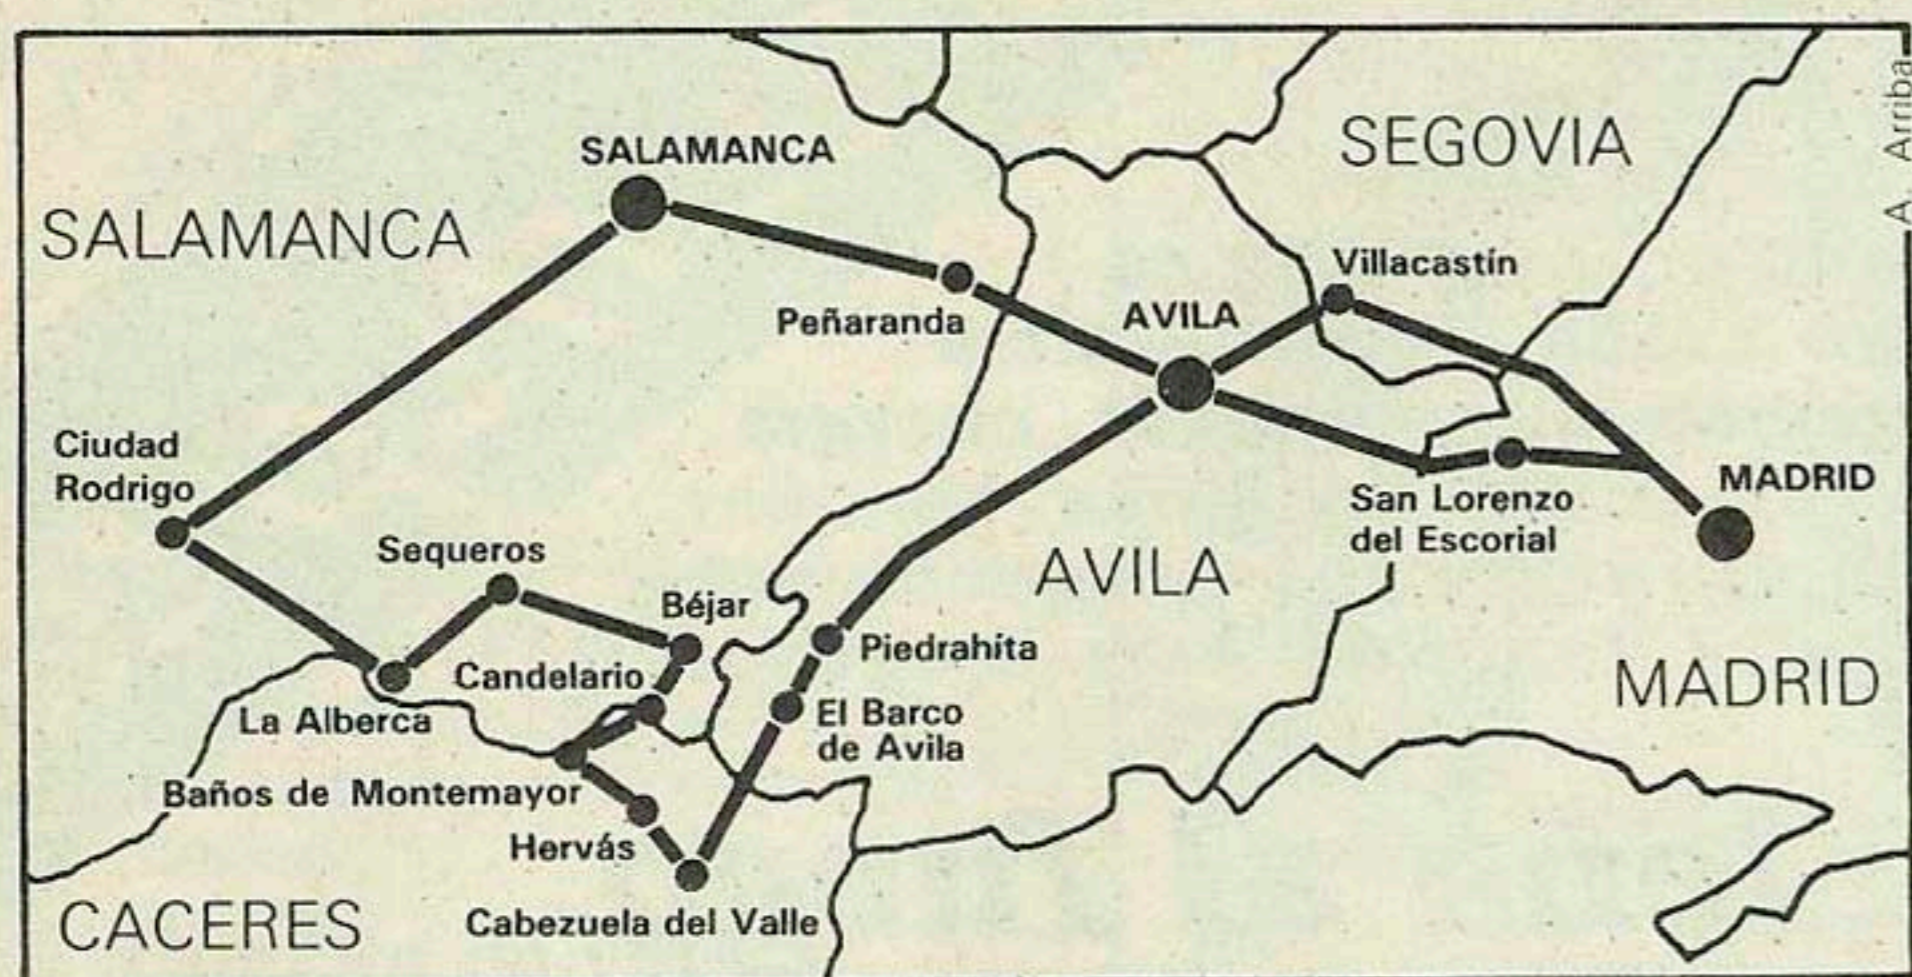 SEGOVIA
A. Arriba
SALAMANCA
SALAMANCA
Villacastín
Peñaranda
AVILA
Ciudad
Rodrigo
MADRID
San Lorenzo
del Escorial
Sequeros
AVILA
Béjar
Piedrahíta
Candelario
MADRID
La Alberca
El Barco
de Avila
Baños de Montemayor
Hervás
CACERES
Cabezuela del Valle